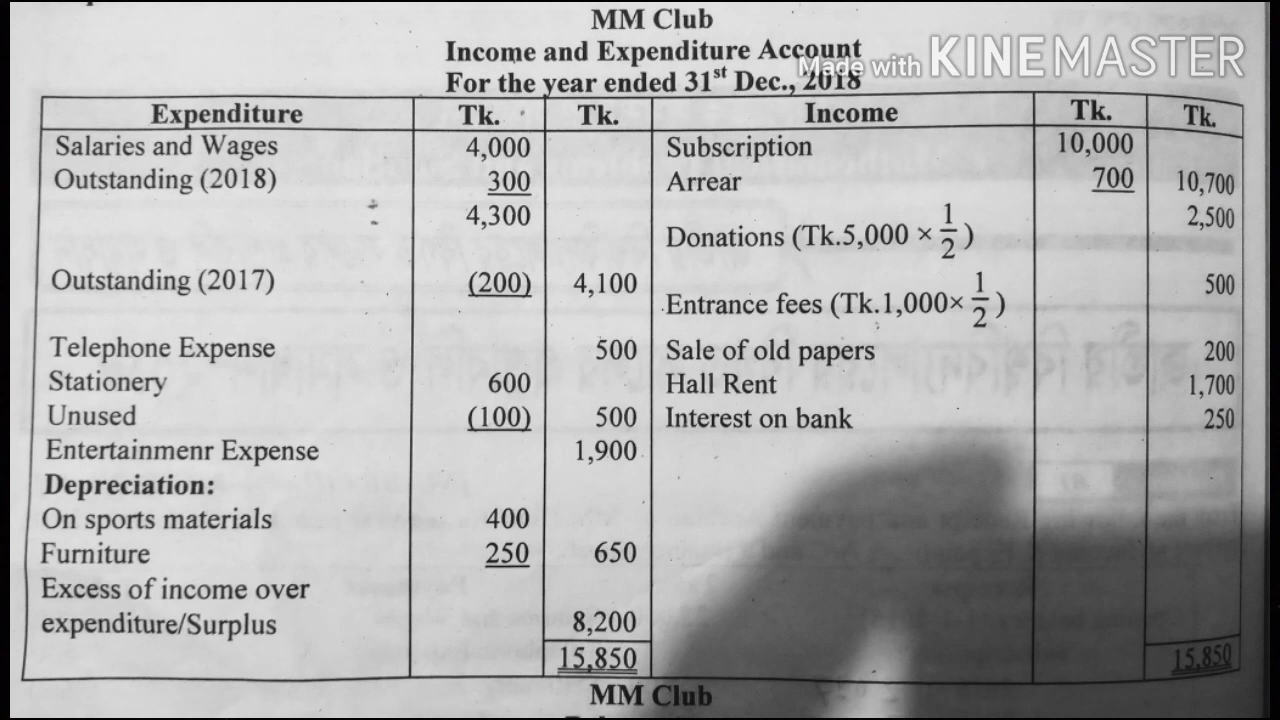 MM Club
Income and Expenditure Account
For the year ended 31st Dec., 2018
Made with KINEMASTER
Expenditure Tk. Tk. Income Tk. Tk.
Salaries and Wages 4,000 Subscription 10,000
Outstanding (2018) 300 Arrear 700 10,700
4,300 Donations (Tk.5,000 × 1/2) 2,500
Outstanding (2017) (200) 4,100 Entrance fees (Tk.1,000× 1/2) 500
Telephone Expense 500 Sale of old papers 200
Stationery 600 Hall Rent 1,700
Unused (100) 500 Interest on bank 250
Entertainmenr Expense 1,900
Depreciation:
On sports materials 400
Furniture 250 650
Excess of income over
expenditure/Surplus 8,200
15,850 15,850
MM Club